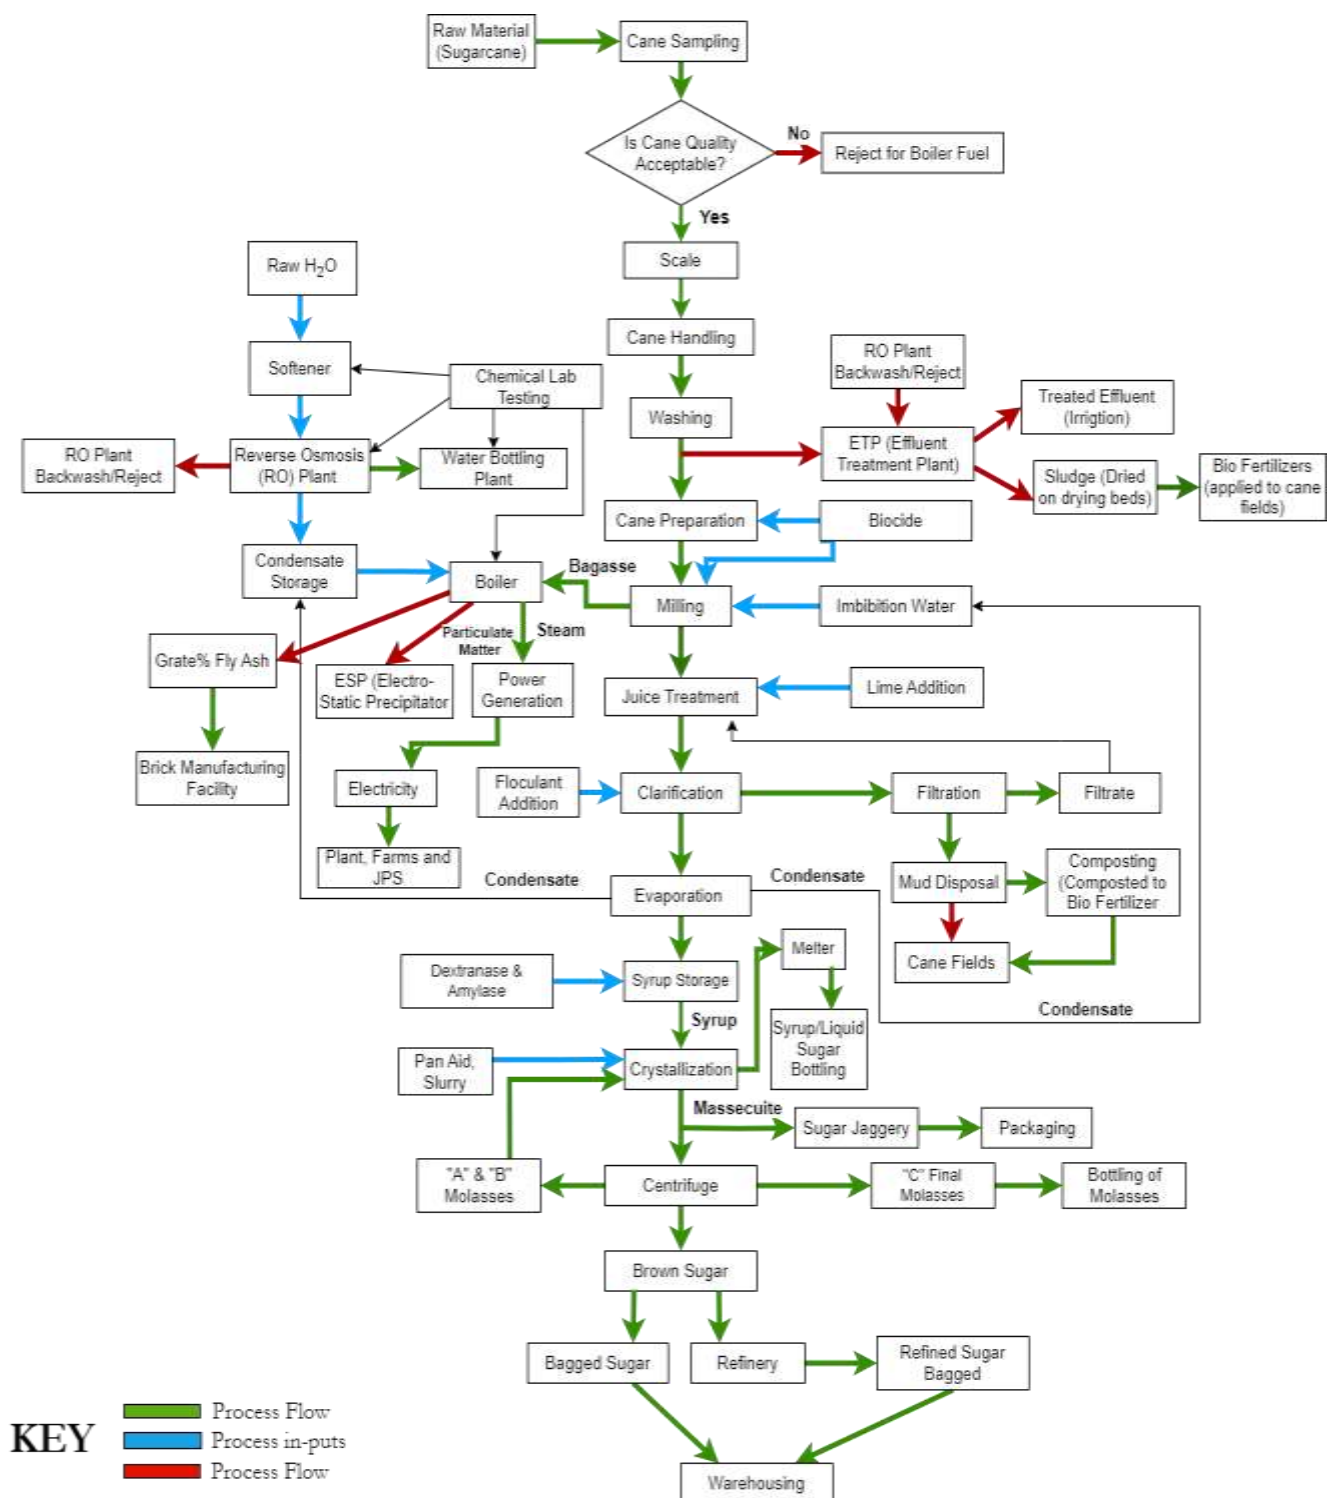 Raw Material
(Sugarcane)
Cane Sampling
Is Cane Quality
Acceptable?
No
Reject for Boiler Fuel
Yes
Scale
Raw H₂O
Cane Handling
Softener
Chemical Lab
Testing
RO Plant
Backwash/Reject
Treated Effluent
(Irrigtion)
Washing
RO Plant
Backwash/Reject
Reverse Osmosis
(RO) Plant
Water Bottling
Plant
ETP (Effluent
Treatment Plant)
Sludge (Dried
on drying beds)
Bio Fertilizers
(applied to cane
fields)
Cane Preparation
Biocide
Condensate
Storage
Boiler
Bagasse
Milling
Imbibition Water
Grate% Fly Ash
Particulate
Matter
Steam
ESP (Electro-
Static Precipitator
Power
Generation
Juice Treatment
Lime Addition
Brick Manufacturing
Facility
Electricity
Floculant
Addition
Clarification
Filtration
Filtrate
Plant, Farms and
JPS
Condensate
Evaporation
Condensate
Mud Disposal
Composting
(Composted to
Bio Fertilizer
Melter
Cane Fields
Dextranase &
Amylase
Syrup Storage
Condensate
Syrup
Syrup/Liquid
Sugar
Bottling
Pan Aid,
Slurry
Crystallization
Massecuite
Sugar Jaggery
Packaging
"A" & "B"
Molasses
Centrifuge
"C" Final
Molasses
Bottling of
Molasses
Brown Sugar
Bagged Sugar
Refinery
Refined Sugar
Bagged
KEY
Process Flow
Process in-puts
Process Flow
Warehousing